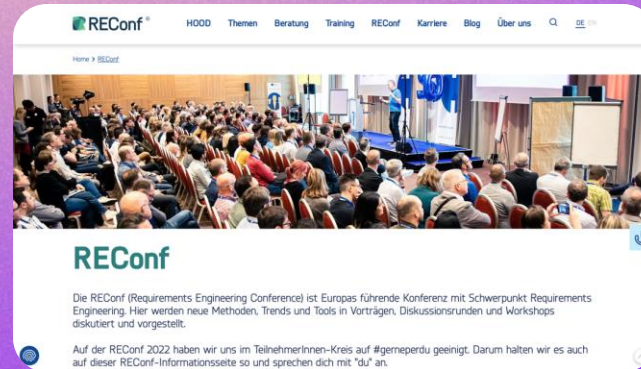 REConf®
HOOD Themen Beratung Training REConf Karriere Blog Über uns DE EN
Home > REConf
REConf
Die REConf (Requirements Engineering Conference) ist Europas führende Konferenz mit Schwerpunkt Requirements
Engineering. Hier werden neue Methoden, Trends und Tools in Vorträgen, Diskussionsrunden und Workshops
diskutiert und vorgestellt.
Auf der REConf 2022 haben wir uns im TeilnehmerInnen-Kreis auf #gerneperdu geeinigt. Darum halten wir es auch
auf dieser REConf-Informationsseite so und sprechen dich mit "du" an.